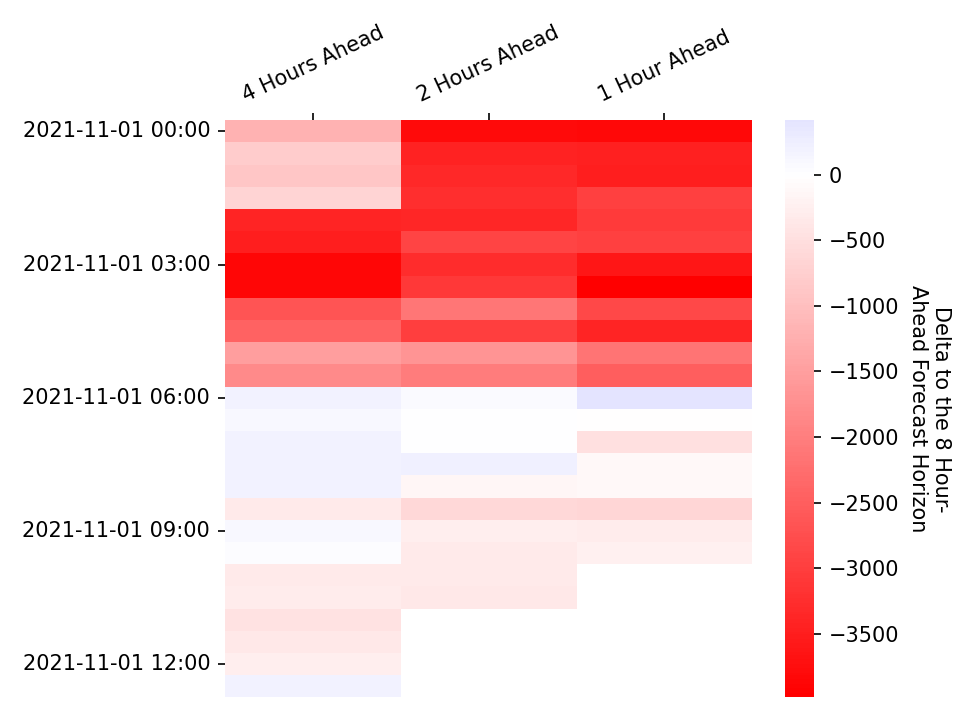 4 Hours Ahead
2 Hours Ahead
1 Hour Ahead
2021-11-01 00:00
2021-11-01 03:00
2021-11-01 06:00
2021-11-01 09:00
2021-11-01 12:00
0
−500
−1000
−1500
−2000
−2500
−3000
−3500
Delta to the 8 Hour-
Ahead Forecast Horizon